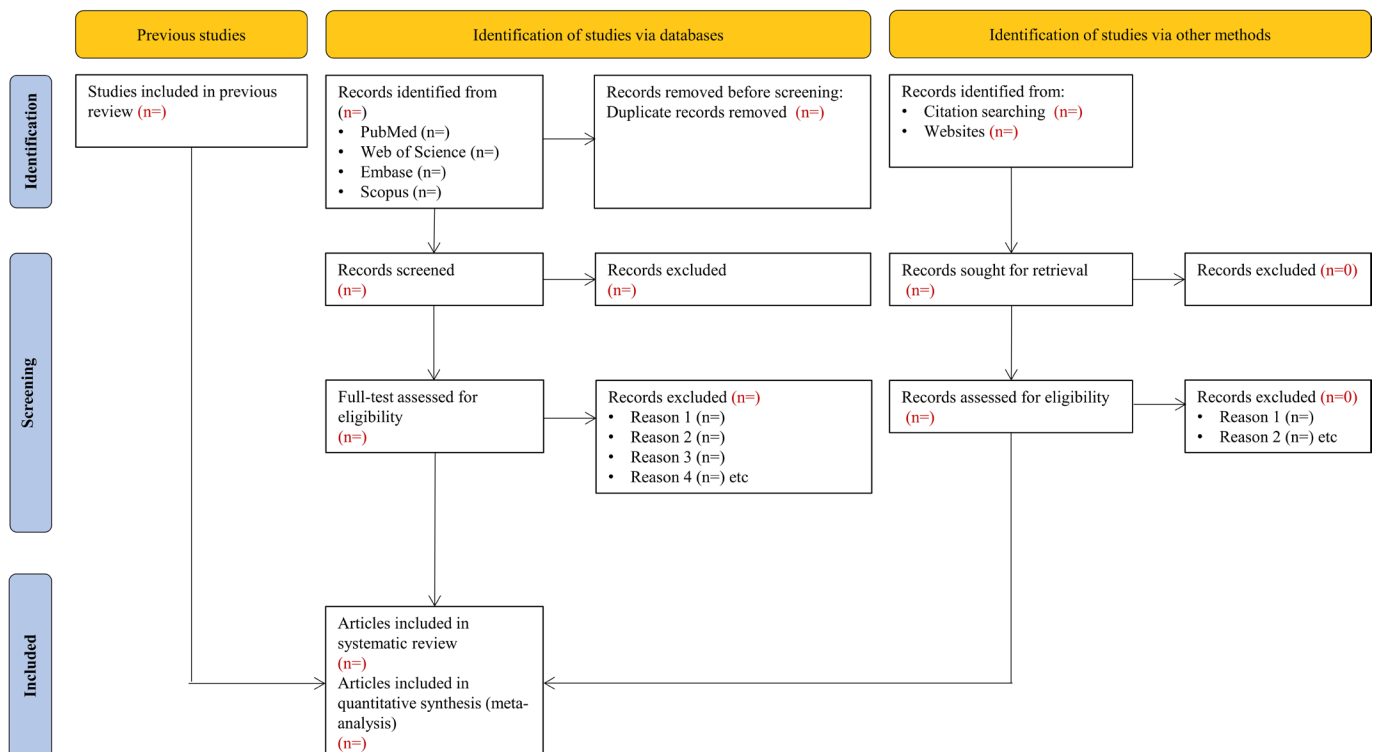 Previous studies
Identification of studies via databases
Identification of studies via other methods
Identification
Studies included in previous
review (n=)
Records identified from
(n=)
• PubMed (n=)
• Web of Science (n=)
• Embase (n=)
• Scopus (n=)
Records removed before screening:
Duplicate records removed (n=)
Records identified from:
• Citation searching (n=)
• Websites (n=)
Screening
Records screened
(n=)
Records excluded
(n=)
Records sought for retrieval
(n=)
Records excluded (n=0)
Full-test assessed for
eligibility
(n=)
Records excluded (n=)
• Reason 1 (n=)
• Reason 2 (n=)
• Reason 3 (n=)
• Reason 4 (n=) etc
Records assessed for eligibility
(n=)
Records excluded (n=0)
• Reason 1 (n=)
• Reason 2 (n=) etc
Included
Articles included in
systematic review
(n=)
Articles included in
quantitative synthesis (meta-
analysis)
(n=)